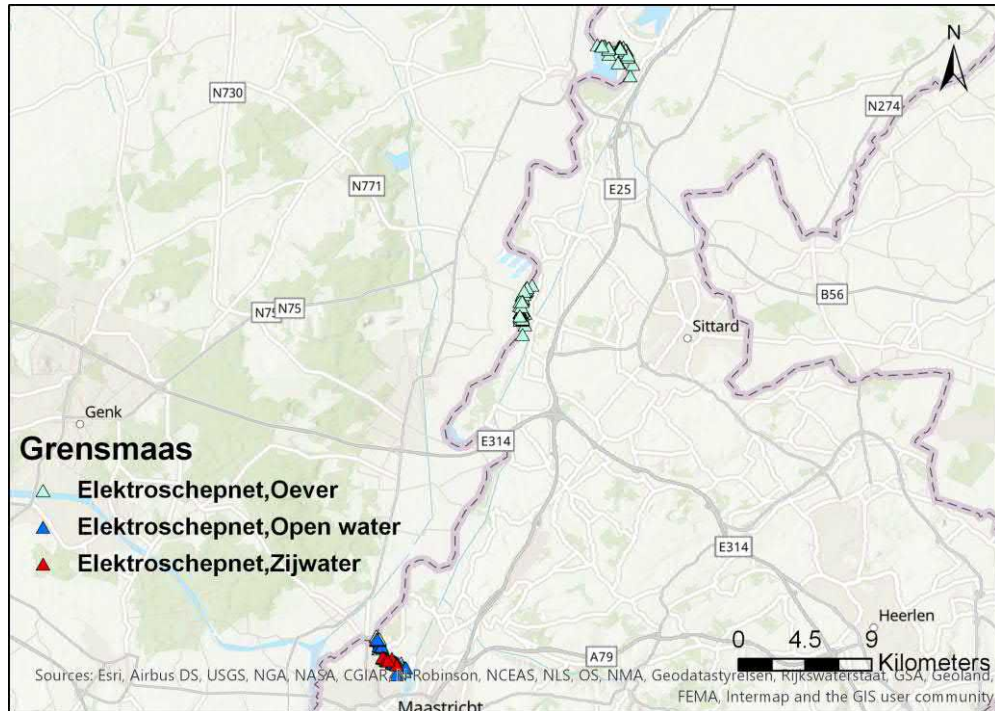 N
N730
N274
N771
E25
B56
N75
N75
Sittard
Genk
E314
Grensmaas
Elektroschepnet,Oever
Elektroschepnet,Open water
Elektroschepnet,Zijwater
E314
Heerlen
0 4.5 9
Kilometers
A79
Sources: Esri, Airbus DS, USGS, NGA, NASA, CGIAR, N Robinson, NCEAS, NLS, OS, NMA, Geodatastyrelsen, Rijkswaterstaat, GSA, Geoland,
FEMA, Intermap and the GIS user community
Maastricht